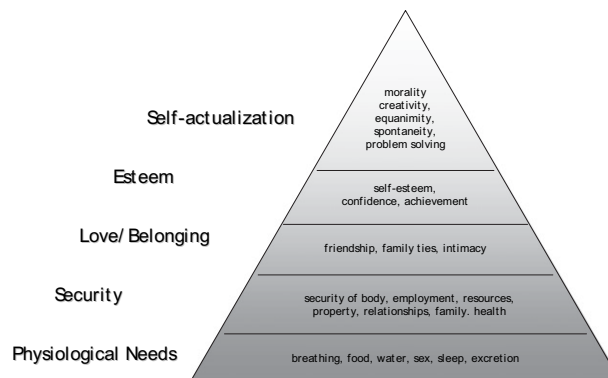 morality
creativity,
equanimity,
spontaneity,
problem solving
Self-actualization
Esteem
self-esteem,
confidence, achievement
Love/ Belonging
friendship, family ties, intimacy
Security
security of body, employment, resources,
property, relationships, family. health
Physiological Needs
breathing, food, water, sex, sleep, excretion